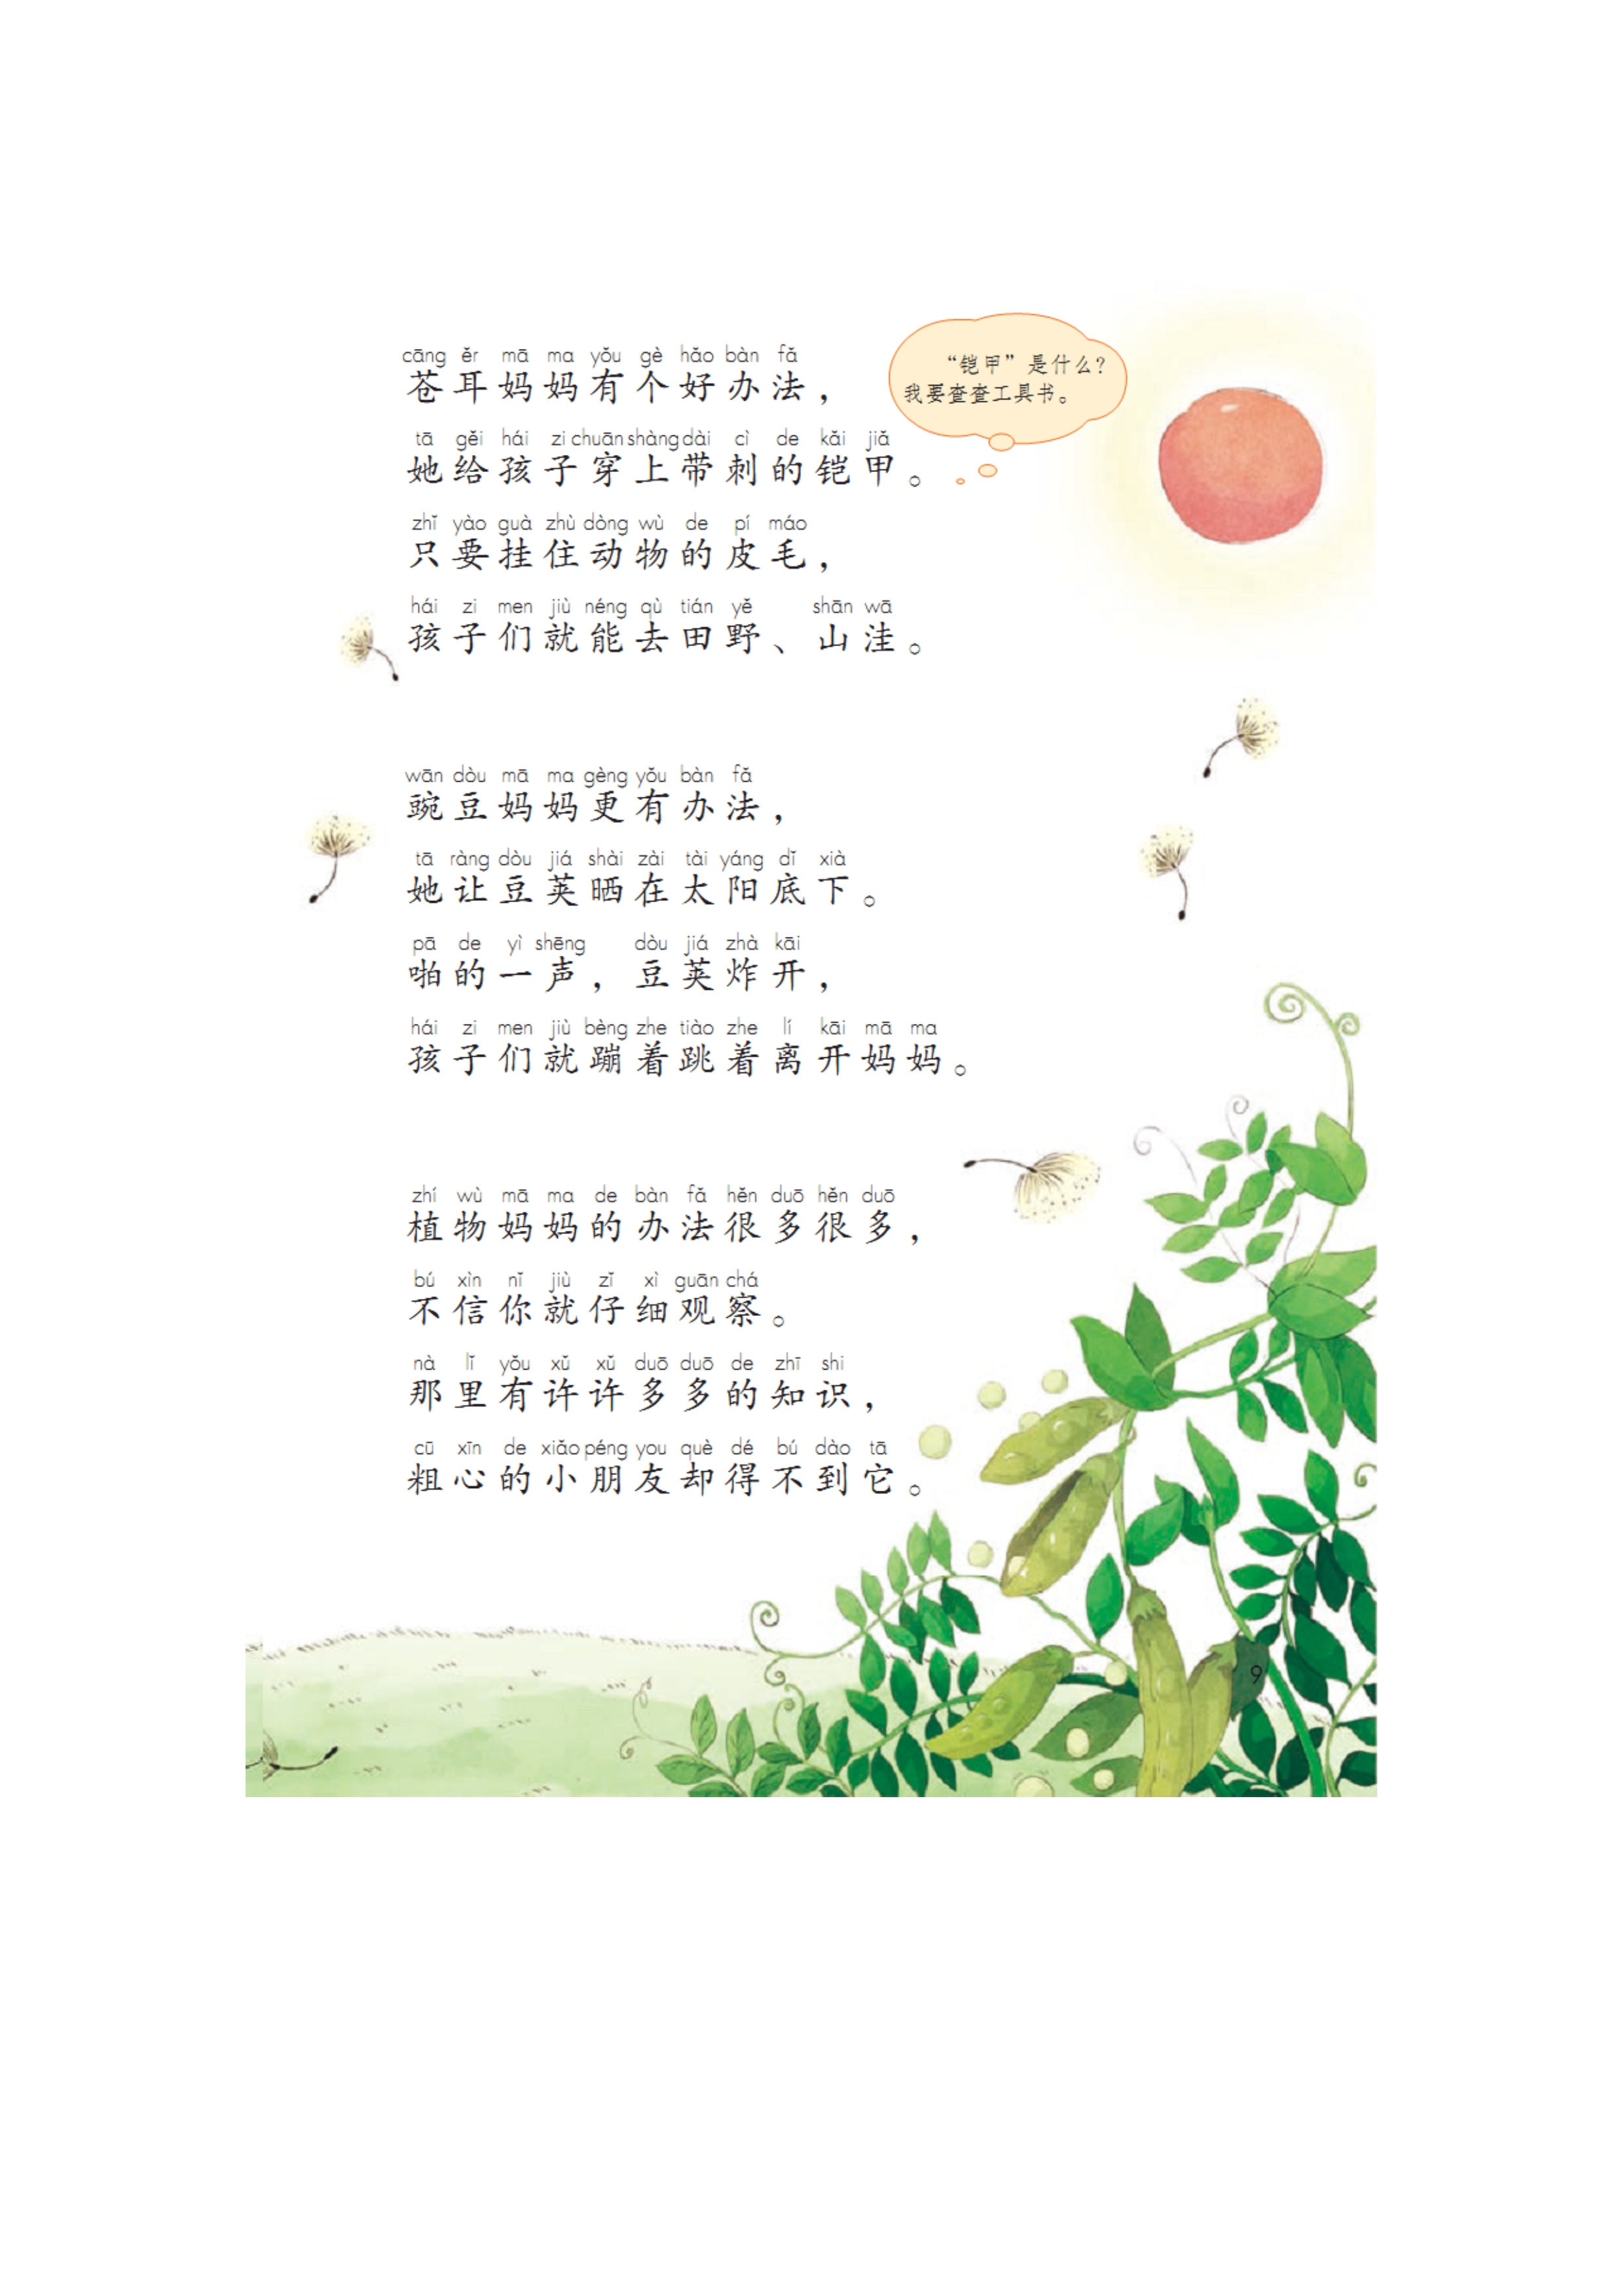 cāng ěr mā ma yǒu gè hǎo bàn fǎ
苍耳妈妈有个好办法，
“铠甲”是什么？
我要查查工具书。
tā gěi hái zi chuān shàng dài cì de kǎi jiǎ
她给孩子穿上带刺的铠甲。
zhǐ yào guà zhù dòng wù de pí máo
只要挂住动物的皮毛，
hái zi men jiù néng qù tián yě shān wā
孩子们就能去田野、山洼。
wān dòu mā ma gèng yǒu bàn fǎ
豌豆妈妈更有办法，
tā ràng dòu jiá shài zài tài yáng dǐ xià
她让豆荚晒在太阳底下。
pā de yì shēng dòu jiá zhà kāi
啪的一声，豆荚炸开，
hái zi men jiù bèng zhe tiào zhe lí kāi mā ma
孩子们就蹦着跳着离开妈妈。
zhí wù mā ma de bàn fǎ hěn duō hěn duō
植物妈妈的办法很多很多，
bú xìn nǐ jiù zǐ xì guān chá
不信你就仔细观察。
nà lǐ yǒu xǔ xǔ duō duō de zhī shi
那里有许许多多的知识，
cū xīn de xiǎo péng you què dé bú dào tā
粗心的小朋友却得不到它。
9